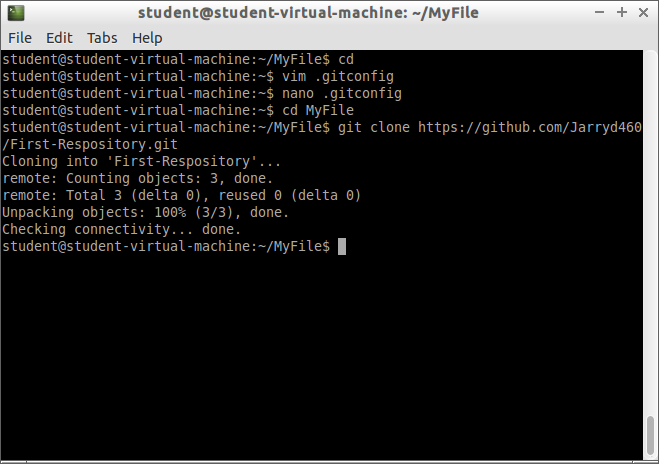 student@student-virtual-machine: ~/MyFile
File Edit Tabs Help
student@student-virtual-machine:~/MyFile$ cd
student@student-virtual-machine:~$ vim .gitconfig
student@student-virtual-machine:~$ nano .gitconfig
student@student-virtual-machine:~$ cd MyFile
student@student-virtual-machine:~/MyFile$ git clone https://github.com/Jarryd460
/First-Respository.git
Cloning into 'First-Respository'...
remote: Counting objects: 3, done.
remote: Total 3 (delta 0), reused 0 (delta 0)
Unpacking objects: 100% (3/3), done.
Checking connectivity... done.
student@student-virtual-machine:~/MyFile$